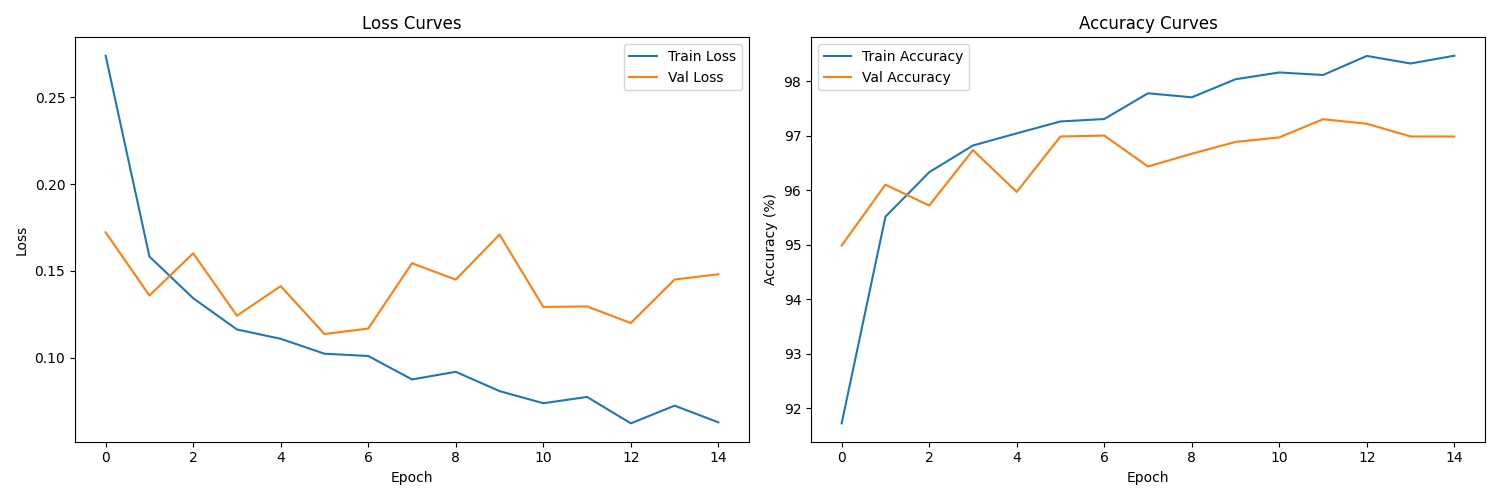 Loss Curves
Train Loss
Val Loss
0.25
0.20
0.15
0.10
Loss
0 2 4 6 8 10 12 14
Epoch
Accuracy Curves
Train Accuracy
Val Accuracy
98
97
96
95
94
93
92
Accuracy (%)
0 2 4 6 8 10 12 14
Epoch